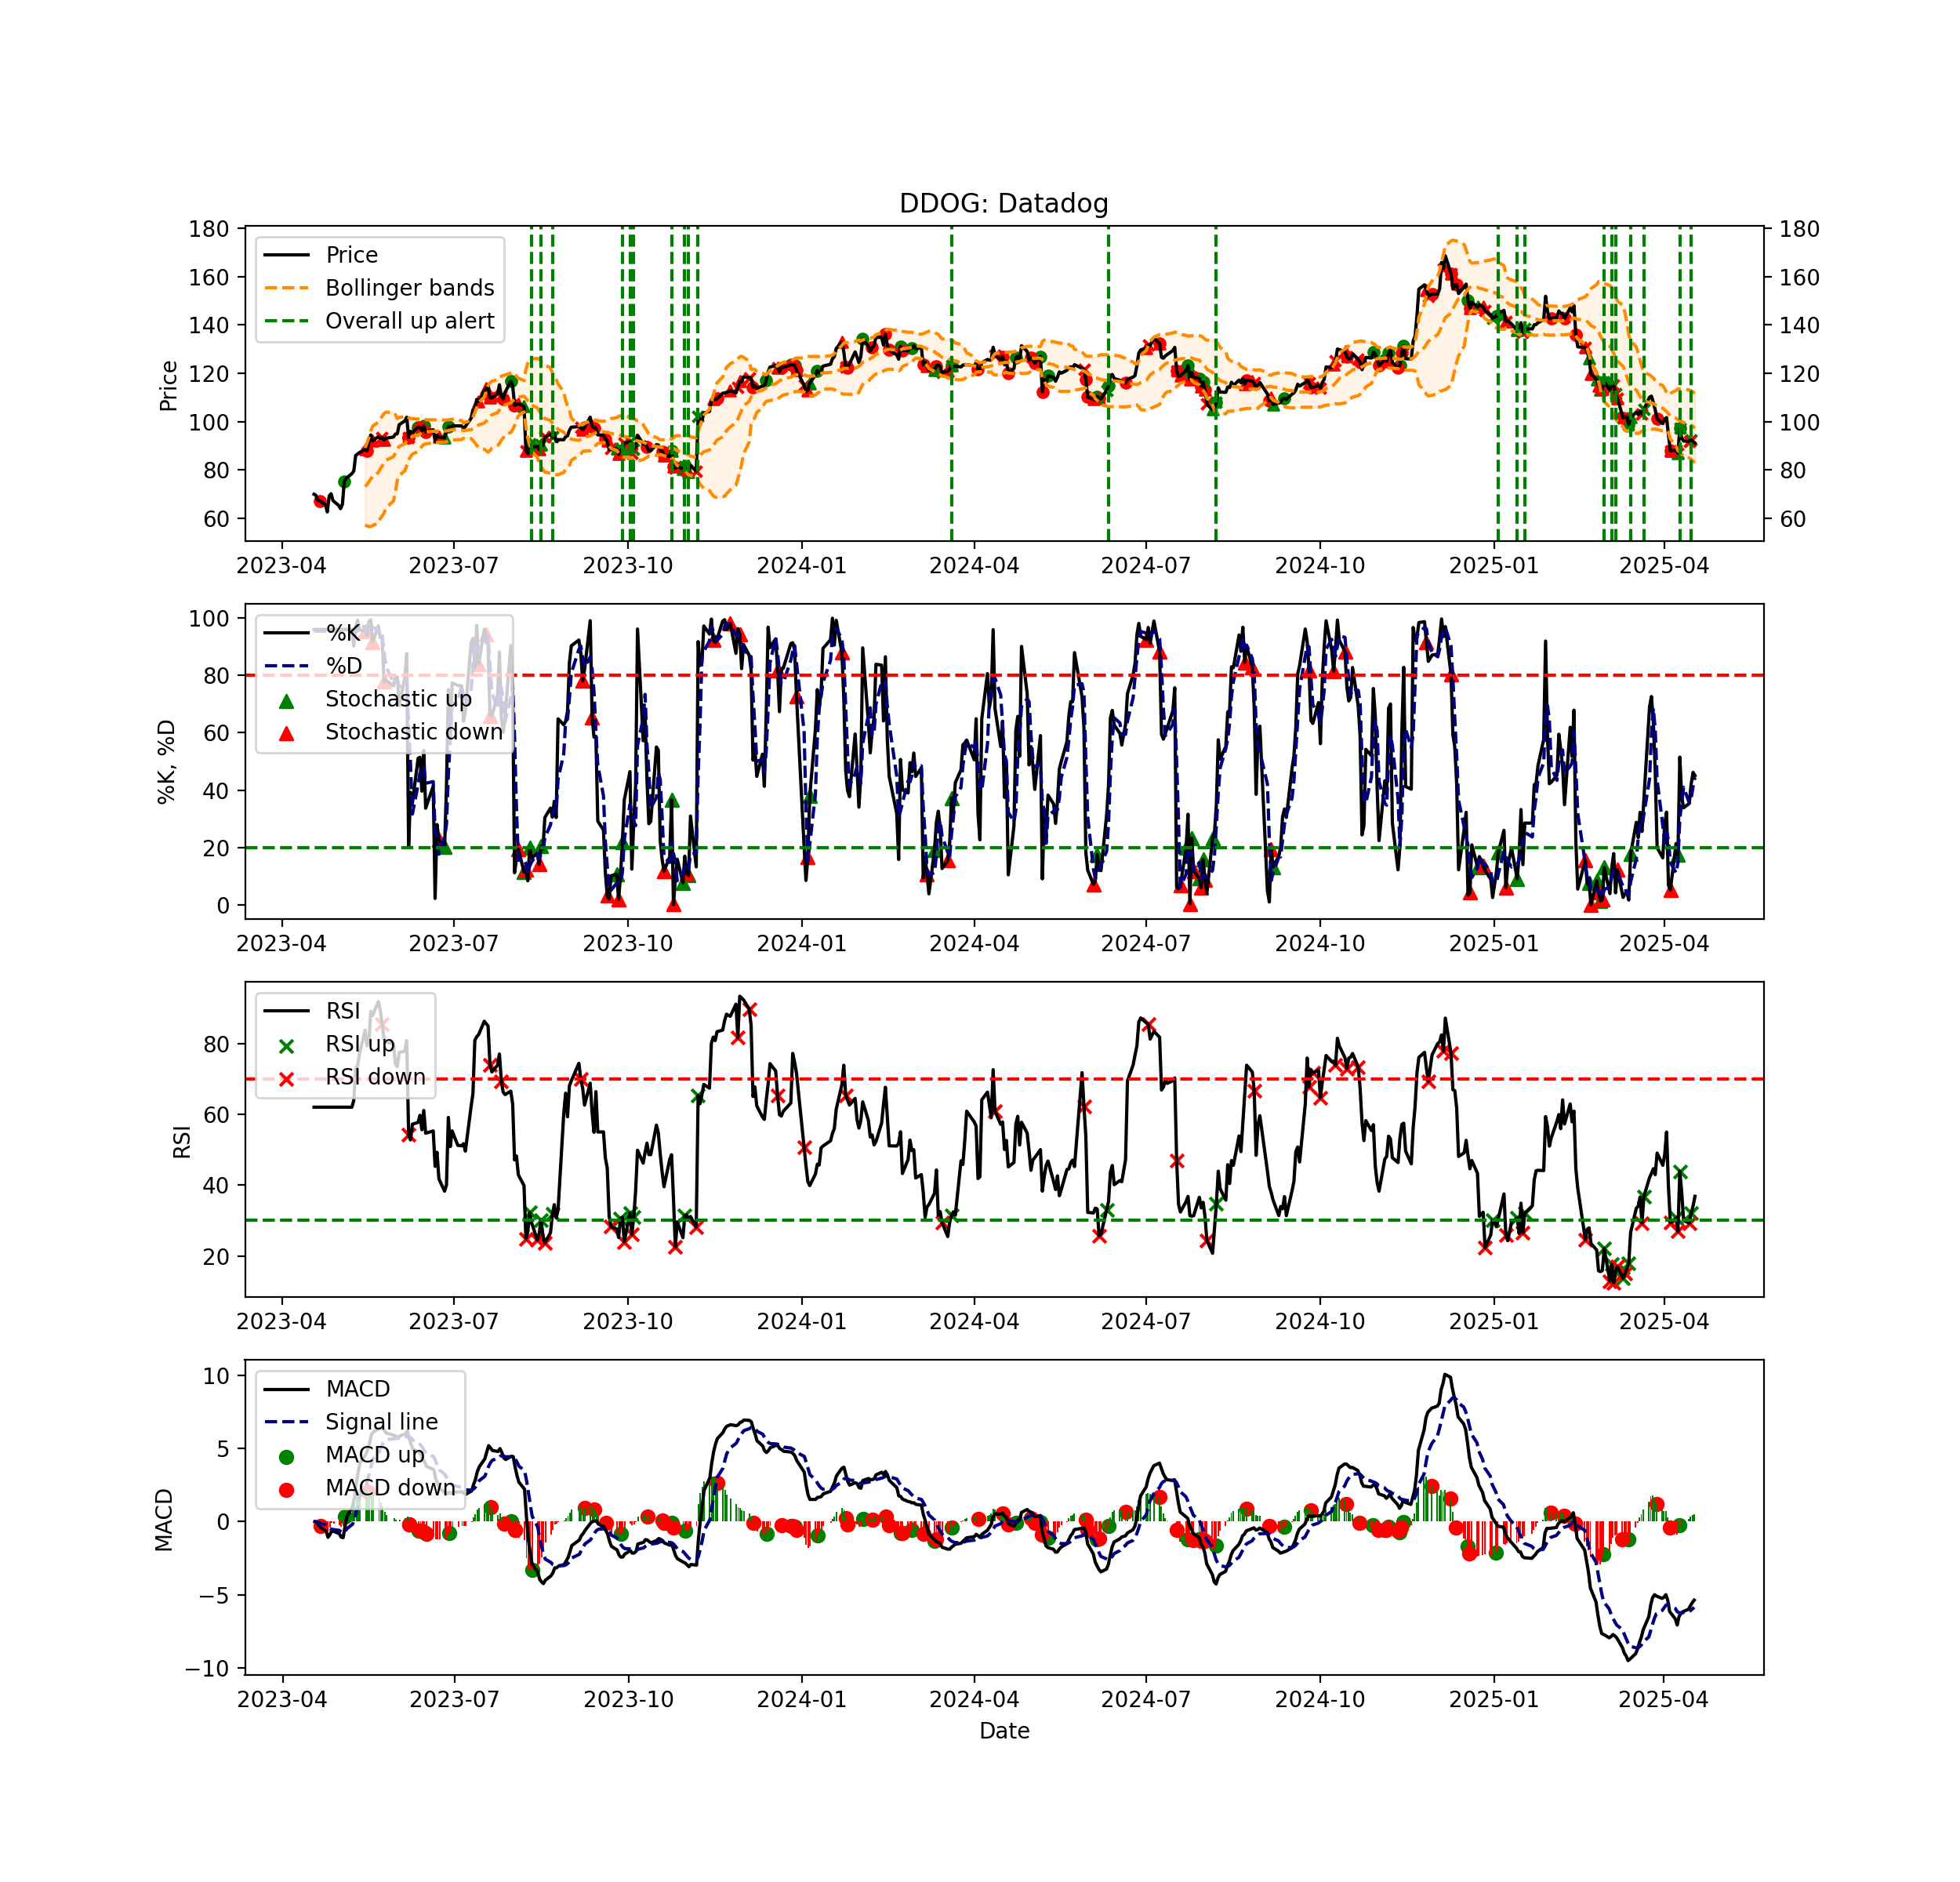 DDOG: Datadog
180
160
140
120
100
80
60
Price
Price
Bollinger bands
Overall up alert
180
160
140
120
100
80
60
2023-04 2023-07 2023-10 2024-01 2024-04 2024-07 2024-10 2025-01 2025-04
100
80
60
40
20
0
%K, %D
%K
%D
Stochastic up
Stochastic down
2023-04 2023-07 2023-10 2024-01 2024-04 2024-07 2024-10 2025-01 2025-04
80
60
40
20
RSI
RSI
RSI up
RSI down
2023-04 2023-07 2023-10 2024-01 2024-04 2024-07 2024-10 2025-01 2025-04
10
5
0
−5
−10
MACD
MACD
Signal line
MACD up
MACD down
2023-04 2023-07 2023-10 2024-01 2024-04 2024-07 2024-10 2025-01 2025-04
Date